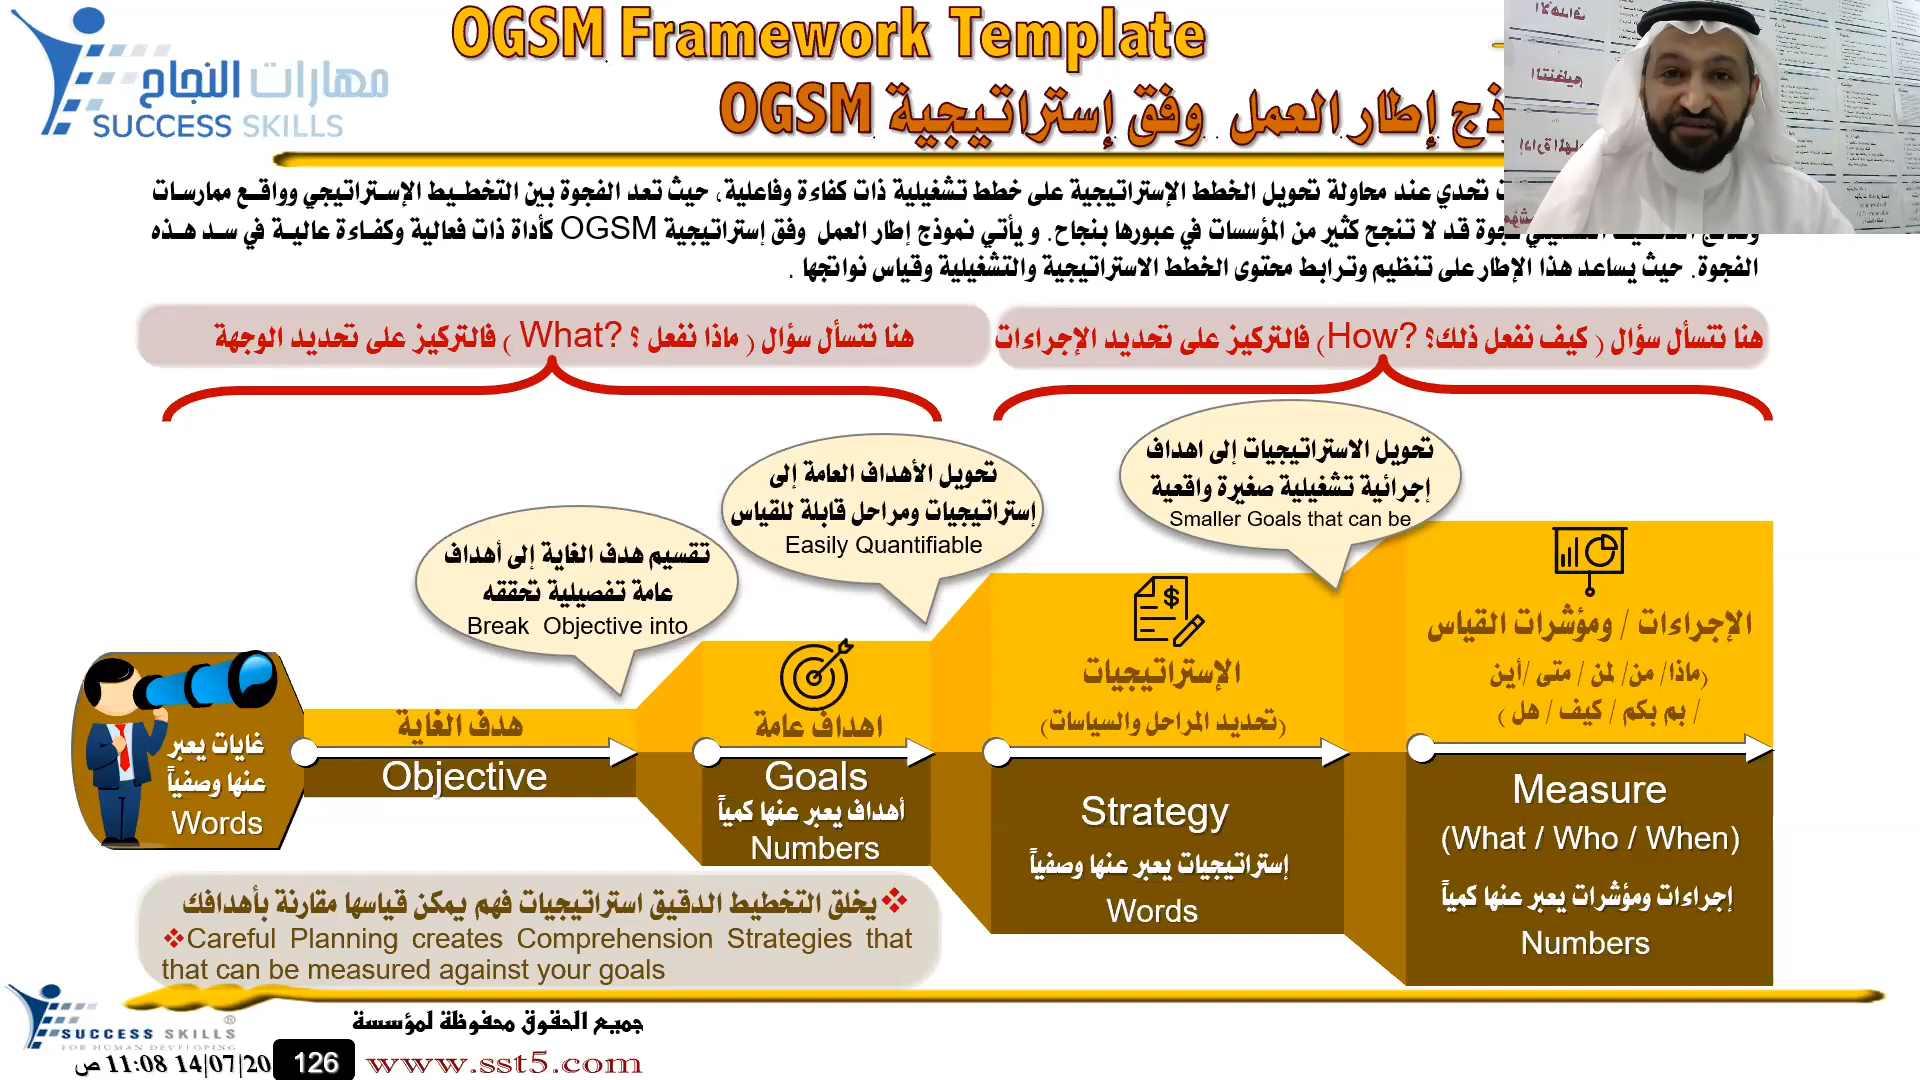 OGSM Framework Template
إطار العمل وفق إستراتيجية OGSM
مهارات النجاح
SUCCESS SKILLS
تحدي عند محاولة تحويل الخطط الإستراتيجية على خطط تشغيلية ذات كفاءة وفاعلية، حيث تعد الفجوة بين التخطيط الإستراتيجي وواقع ممارسات
فجوة قد لا تنجح كثير من المؤسسات في عبورها بنجاح. و يأتي نموذج إطار العمل وفق إستراتيجية OGSM كأداة ذات فعالية وكفاءة عالية في سد هذه
الفجوة. حيث يساعد هذا الإطار على تنظيم وترابط محتوى الخطط الاستراتيجية والتشغيلية وقياس نواتجها .
هنا نتسأل سؤال ( كيف نفعل ذلك؟ How?) فالتركيز على تحديد الإجراءات
هنا نتسأل سؤال ( ماذا نفعل ؟ What? ) فالتركيز على تحديد الوجهة
تقسيم هدف الغاية إلى أهداف
عامة تفصيلية تحققه
Break Objective into
تحويل الأهداف العامة إلى
إستراتيجيات ومراحل قابلة للقياس
Easily Quantifiable
تحويل الاستراتيجيات إلى اهداف
إجرائية تشغيلية صغيرة واقعية
Smaller Goals that can be
غايات يعبر
عنها وصفياً
Words
هدف الغاية
Objective
اهداف عامة
Goals
أهداف يعبر عنها كمياً
Numbers
الإستراتيجيات
(تحديد المراحل والسياسات)
Strategy
إستراتيجيات يعبر عنها وصفياً
Words
الإجراءات / ومؤشرات القياس
(ماذا/ من/ لمن / متى /أين
/ بم بكم / كيف / هل )
Measure
(What / Who / When)
إجراءات ومؤشرات يعبر عنها كمياً
Numbers
❖يخلق التخطيط الدقيق استراتيجيات فهم يمكن قياسها مقارنة بأهدافك
❖Careful Planning creates Comprehension Strategies that
that can be measured against your goals
SUCCESS SKILLS®
FOR HUMAN DEVELOPING
جميع الحقوق محفوظة لمؤسسة
www.sst5.com
126
14/07/20 11:08 ص